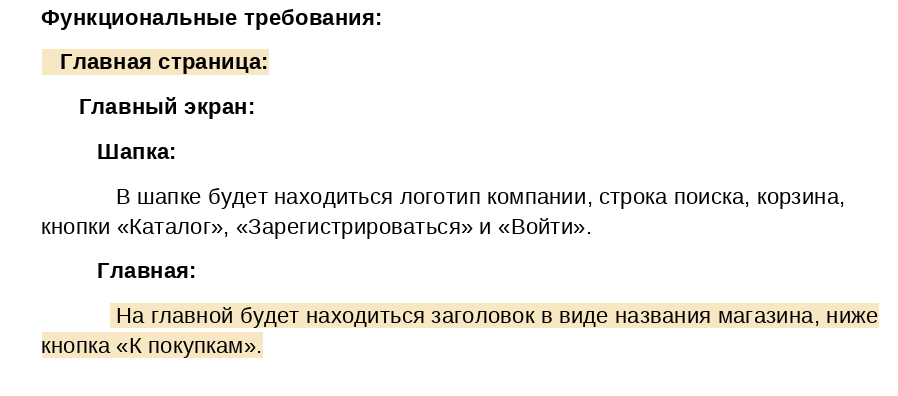 Функциональные требования:
Главная страница:
Главный экран:
Шапка:
В шапке будет находиться логотип компании, строка поиска, корзина,
кнопки «Каталог», «Зарегистрироваться» и «Войти».
Главная:
На главной будет находиться заголовок в виде названия магазина, ниже
кнопка «К покупкам».